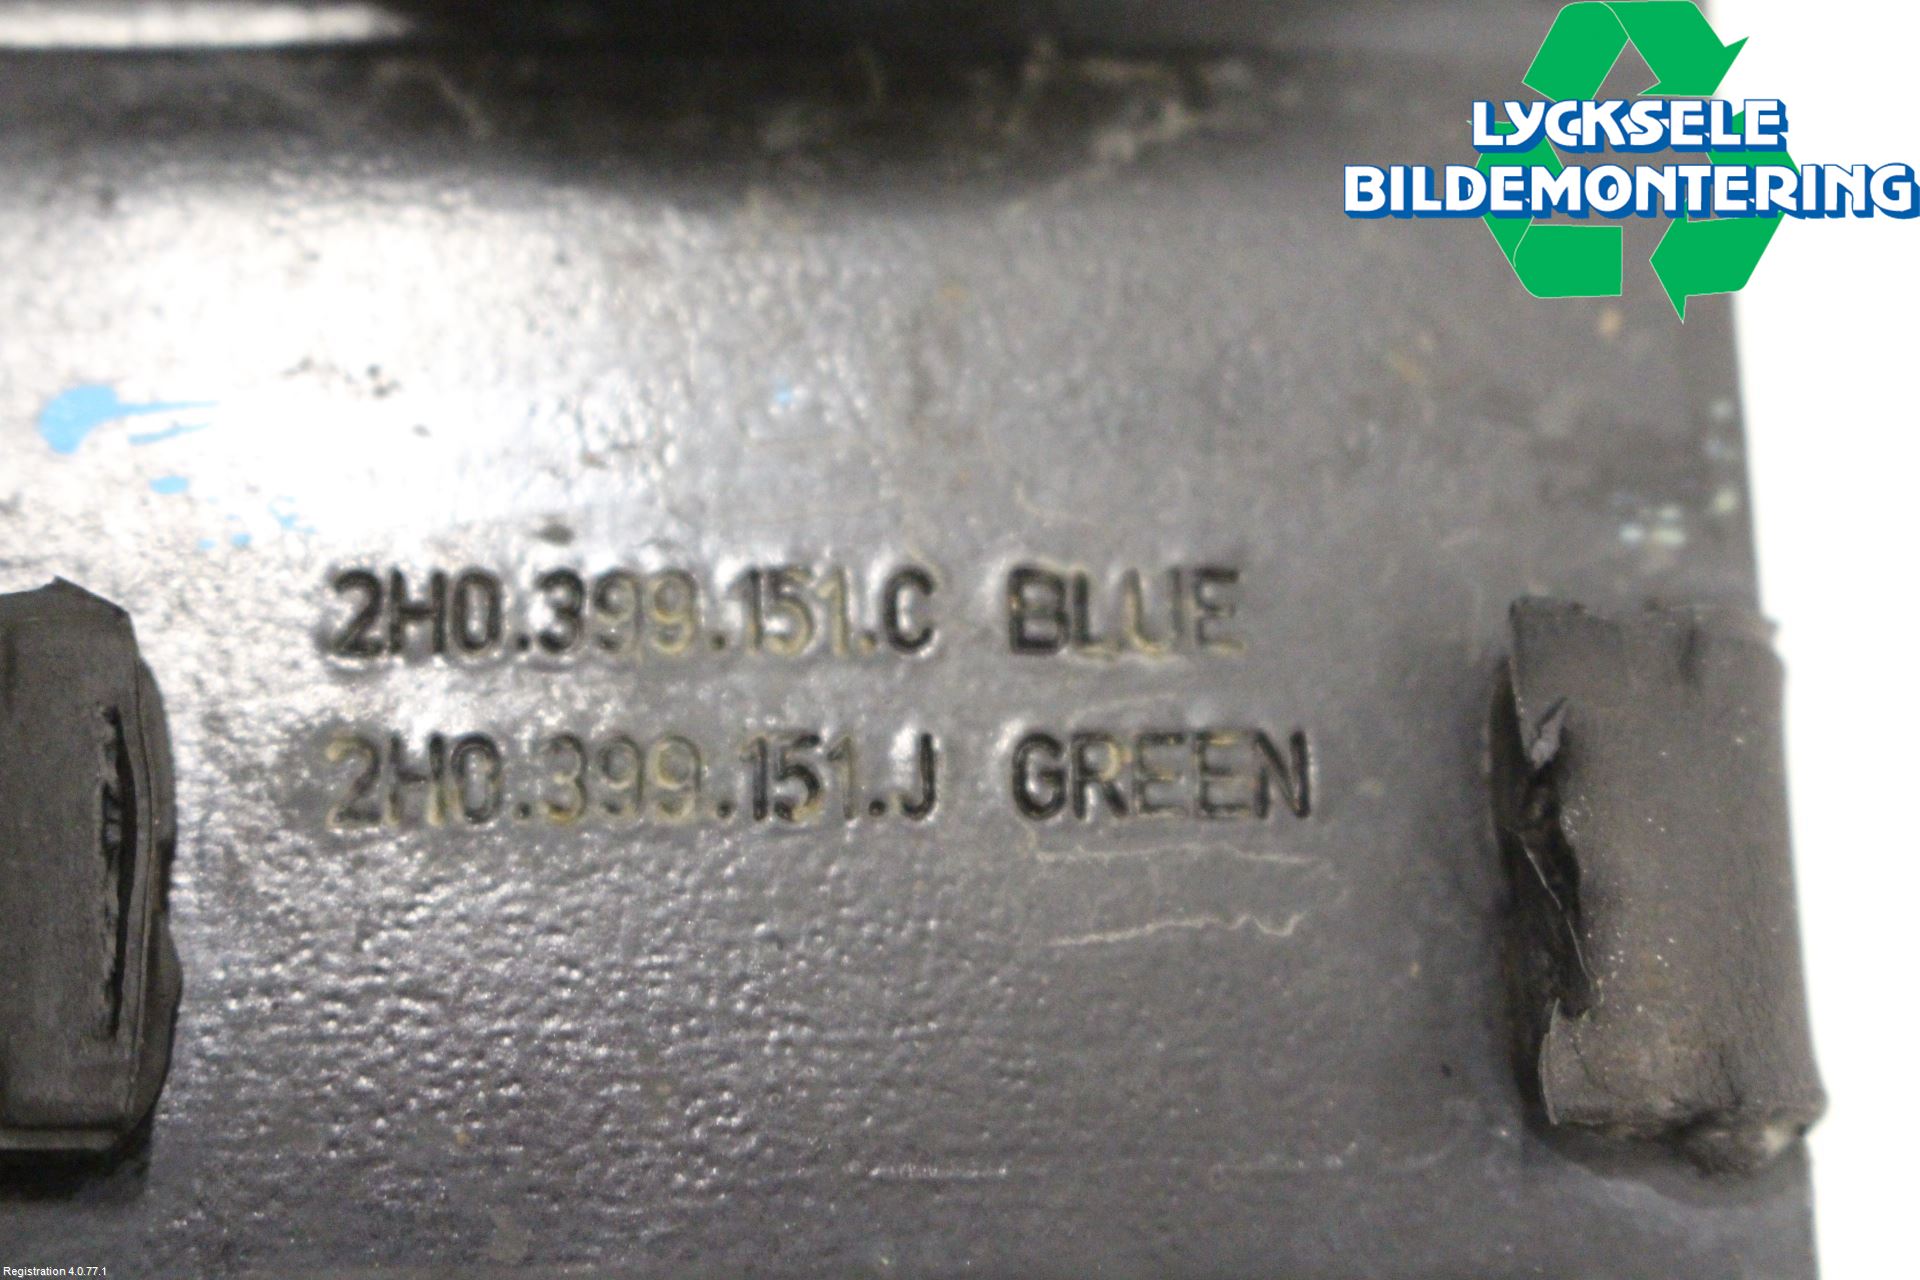 LYCKSELE
BILDEMONTERING
2H0.399.151.C BLUE
2H0.399.151.J GREEN
Registration 4.0.77.1